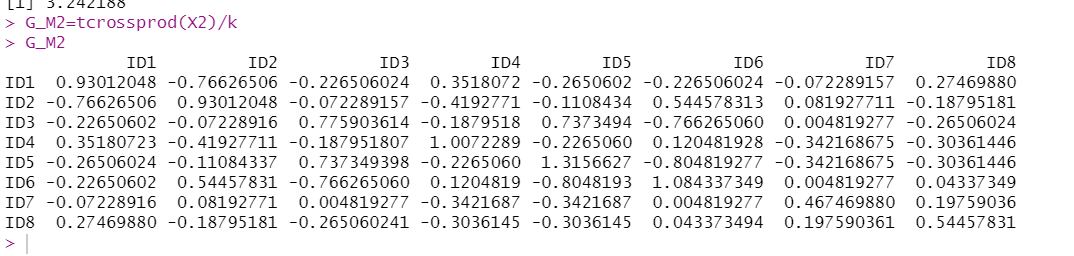 [1] 3.242188
> G_M2=tcrossprod(X2)/k
> G_M2
ID1 ID2 ID3 ID4 ID5 ID6 ID7 ID8
ID1 0.93012048 -0.76626506 -0.226506024 0.3518072 -0.2650602 -0.226506024 -0.072289157 0.27469880
ID2 -0.76626506 0.93012048 -0.072289157 -0.4192771 -0.1108434 0.544578313 0.081927711 -0.18795181
ID3 -0.22650602 -0.07228916 0.775903614 -0.1879518 0.7373494 -0.766265060 0.004819277 -0.26506024
ID4 0.35180723 -0.41927711 -0.187951807 1.0072289 -0.2265060 0.120481928 -0.342168675 -0.30361446
ID5 -0.26506024 -0.11084337 0.737349398 -0.2265060 1.3156627 -0.804819277 -0.342168675 -0.30361446
ID6 -0.22650602 0.54457831 -0.766265060 0.1204819 -0.8048193 1.084337349 0.004819277 0.04337349
ID7 -0.07228916 0.08192771 0.004819277 -0.3421687 -0.3421687 0.004819277 0.467469880 0.19759036
ID8 0.27469880 -0.18795181 -0.265060241 -0.3036145 -0.3036145 0.043373494 0.197590361 0.54457831
>